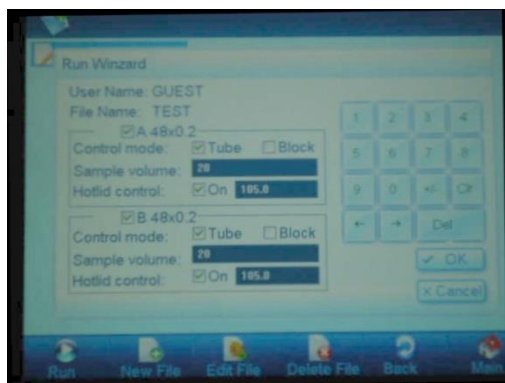 Run Winzard
User Name: GUEST
File Name: TEST
A 48x0.2
Control mode: Tube Block
Sample volume: 20
Hotlid control: On 105.0
B 48x0.2
Control mode: Tube Block
Sample volume: 20
Hotlid control: On 105.0
1 2 3 4
5 6 7 8
9 0 +/- Clr
← → Del
OK
Cancel
Run New File Edit File Delete File Back Main